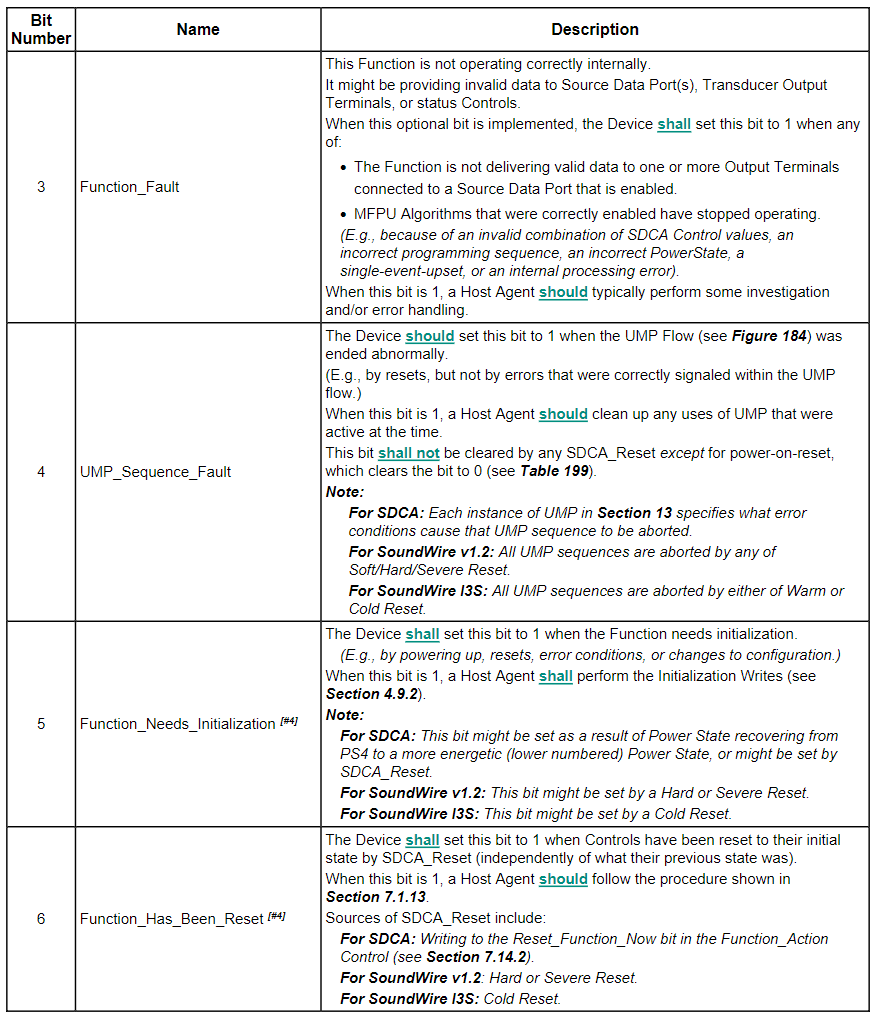 Bit
Number
Name
Description
3
Function_Fault
This Function is not operating correctly internally.
It might be providing invalid data to Source Data Port(s), Transducer Output
Terminals, or status Controls.
When this optional bit is implemented, the Device shall set this bit to 1 when any
of:
• The Function is not delivering valid data to one or more Output Terminals
connected to a Source Data Port that is enabled.
• MFPU Algorithms that were correctly enabled have stopped operating.
(E.g., because of an invalid combination of SDCA Control values, an
incorrect programming sequence, an incorrect PowerState, a
single-event-upset, or an internal processing error).
When this bit is 1, a Host Agent should typically perform some investigation
and/or error handling.
4
UMP_Sequence_Fault
The Device should set this bit to 1 when the UMP Flow (see Figure 184) was
ended abnormally.
(E.g., by resets, but not by errors that were correctly signaled within the UMP
flow.)
When this bit is 1, a Host Agent should clean up any uses of UMP that were
active at the time.
This bit shall not be cleared by any SDCA_Reset except for power-on-reset,
which clears the bit to 0 (see Table 199).
Note:
For SDCA: Each instance of UMP in Section 13 specifies what error
conditions cause that UMP sequence to be aborted.
For SoundWire v1.2: All UMP sequences are aborted by any of
Soft/Hard/Severe Reset.
For SoundWire I3S: All UMP sequences are aborted by either of Warm or
Cold Reset.
5
Function_Needs_Initialization [#4]
The Device shall set this bit to 1 when the Function needs initialization.
(E.g., by powering up, resets, error conditions, or changes to configuration.)
When this bit is 1, a Host Agent shall perform the Initialization Writes (see
Section 4.9.2).
Note:
For SDCA: This bit might be set as a result of Power State recovering from
PS4 to a more energetic (lower numbered) Power State, or might be set by
SDCA_Reset.
For SoundWire v1.2: This bit might be set by a Hard or Severe Reset.
For SoundWire I3S: This bit might be set by a Cold Reset.
6
Function_Has_Been_Reset [#4]
The Device shall set this bit to 1 when Controls have been reset to their initial
state by SDCA_Reset (independently of what their previous state was).
When this bit is 1, a Host Agent should follow the procedure shown in
Section 7.1.13.
Sources of SDCA_Reset include:
For SDCA: Writing to the Reset_Function_Now bit in the Function_Action
Control (see Section 7.14.2).
For SoundWire v1.2: Hard or Severe Reset.
For SoundWire I3S: Cold Reset.